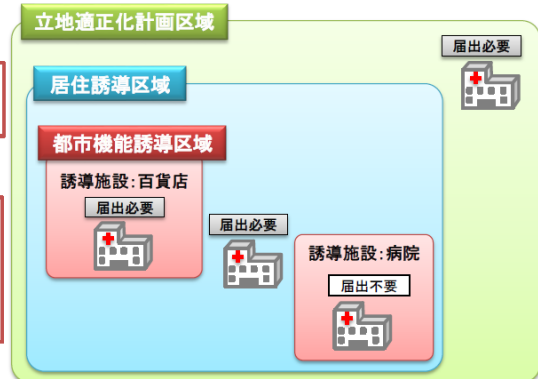 立地適正化計画区域
届出必要
居住誘導区域
都市機能誘導区域
誘導施設：百貨店
届出必要
届出必要
誘導施設：病院
届出不要